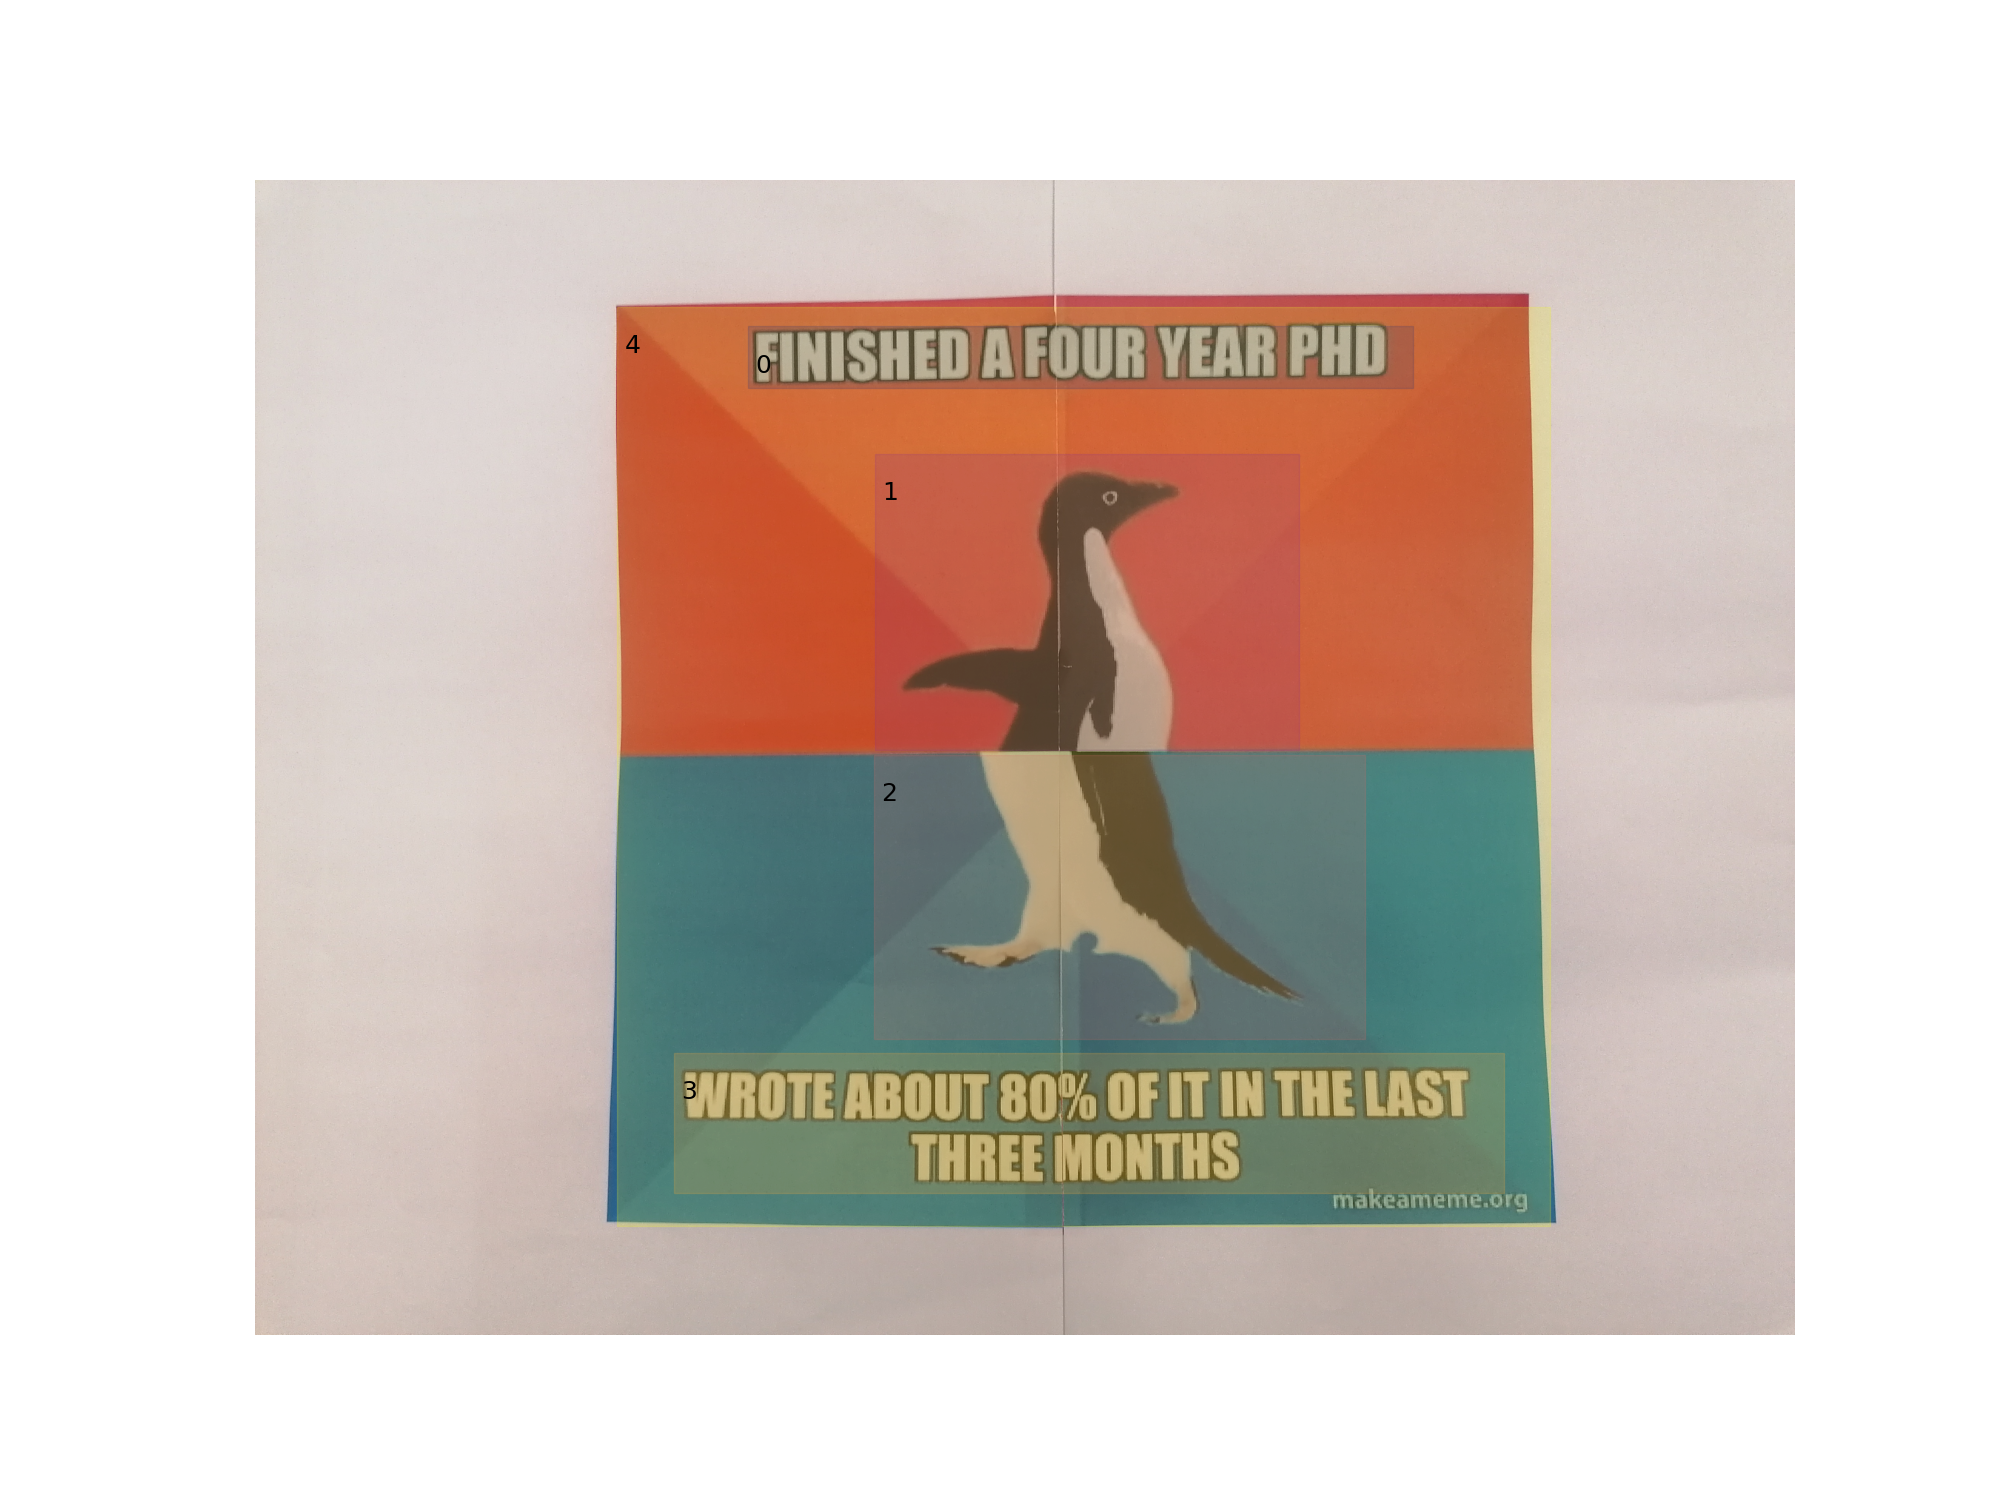 FINISHED A FOUR YEAR PHD
WROTE ABOUT 80% OF IT IN THE LAST
THREE MONTHS
makeameme.org
4
0
1
2
3